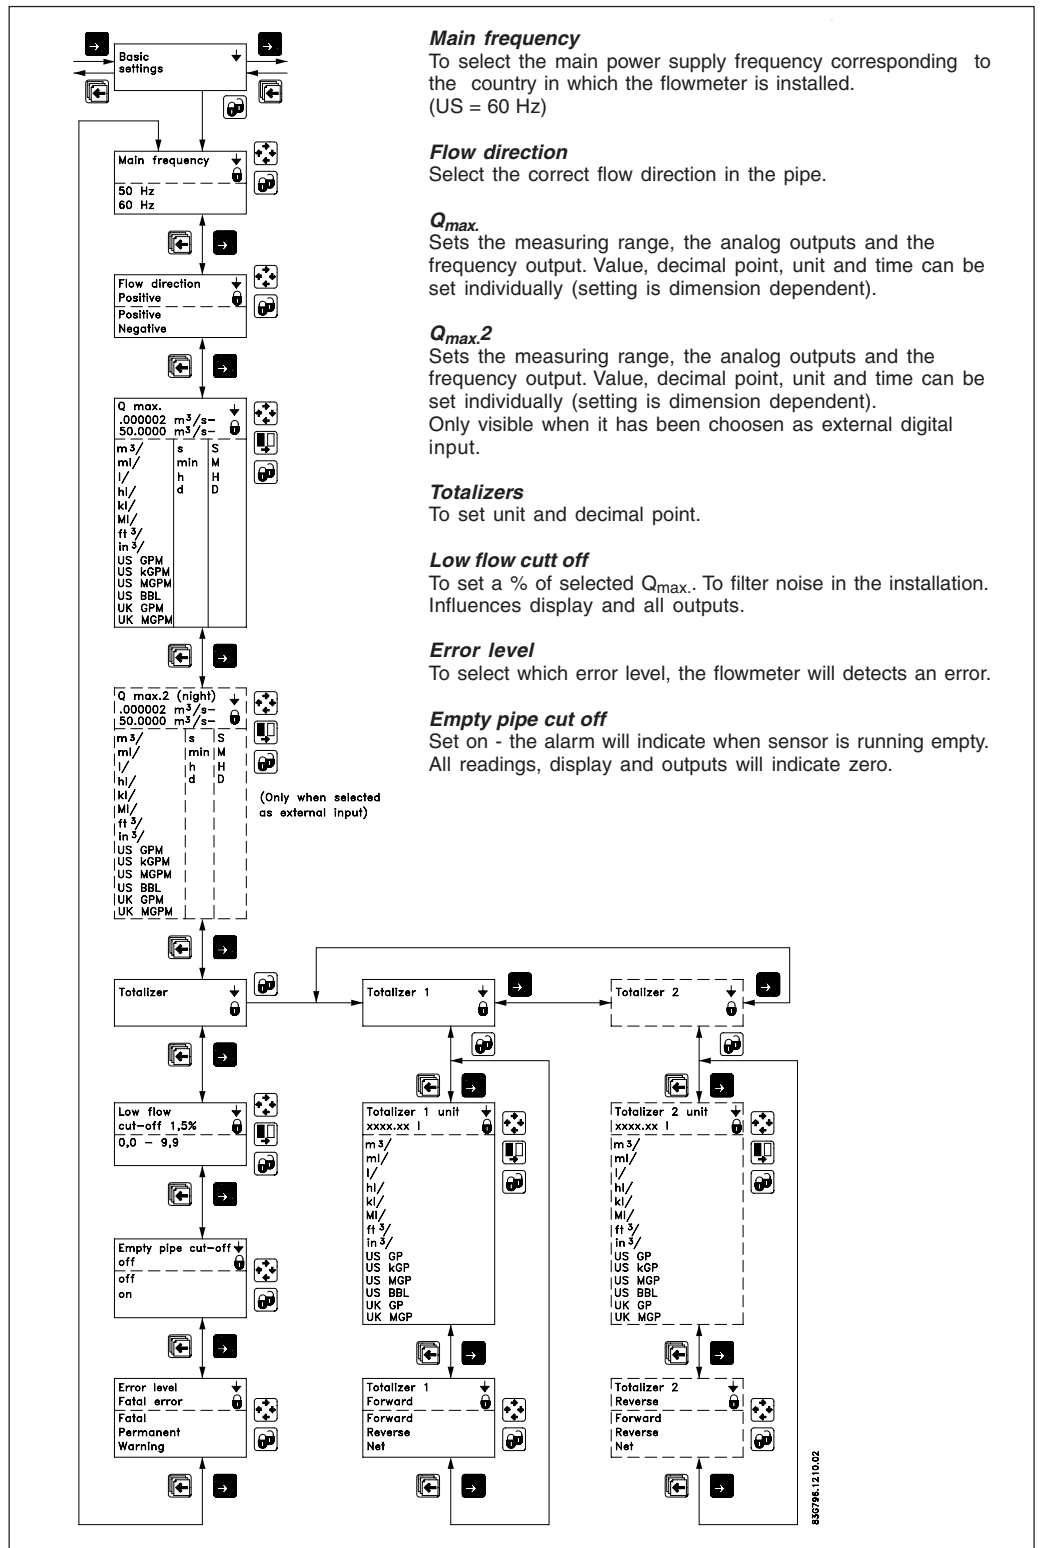 Basic
settings
Main frequency
50 Hz
60 Hz
Flow direction
Positive
Positive
Negative
Q max.
.000002 m3/s-
50.0000 m3/s-
m3/ s S
ml/ min M
l/ h H
hl/ d D
kl/
Ml/
ft3/
in3/
US GPM
US kGPM
US MGPM
US BBL
UK GPM
UK MGPM
Q max.2 (night)
.000002 m3/s-
50.0000 m3/s-
m3/ s S
ml/ min M
l/ h H
hl/ d D
kl/
Ml/
ft3/
in3/
US GPM
US kGPM
US MGPM
US BBL
UK GPM
UK MGPM
(Only when selected
as external input)
Totalizer
Low flow
cut-off 1,5%
0,0 – 9,9
Empty pipe cut-off
off
off
on
Error level
Fatal error
Fatal
Permanent
Warning
Totalizer 1
Totalizer 1 unit
xxxx.xx l
m3/
ml/
l/
hl/
kl/
Ml/
ft3/
in3/
US GP
US kGP
US MGP
US BBL
UK GP
UK MGP
Totalizer 1
Forward
Forward
Reverse
Net
Totalizer 2
Totalizer 2 unit
xxxx.xx l
m3/
ml/
l/
hl/
kl/
Ml/
ft3/
in3/
US GP
US kGP
US MGP
US BBL
UK GP
UK MGP
Totalizer 2
Reverse
Forward
Reverse
Net
83G796.1210.02
Main frequency
To select the main power supply frequency corresponding to
the country in which the flowmeter is installed.
(US = 60 Hz)
Flow direction
Select the correct flow direction in the pipe.
Qmax.
Sets the measuring range, the analog outputs and the
frequency output. Value, decimal point, unit and time can be
set individually (setting is dimension dependent).
Qmax.2
Sets the measuring range, the analog outputs and the
frequency output. Value, decimal point, unit and time can be
set individually (setting is dimension dependent).
Only visible when it has been choosen as external digital
input.
Totalizers
To set unit and decimal point.
Low flow cutt off
To set a % of selected Qmax.. To filter noise in the installation.
Influences display and all outputs.
Error level
To select which error level, the flowmeter will detects an error.
Empty pipe cut off
Set on - the alarm will indicate when sensor is running empty.
All readings, display and outputs will indicate zero.